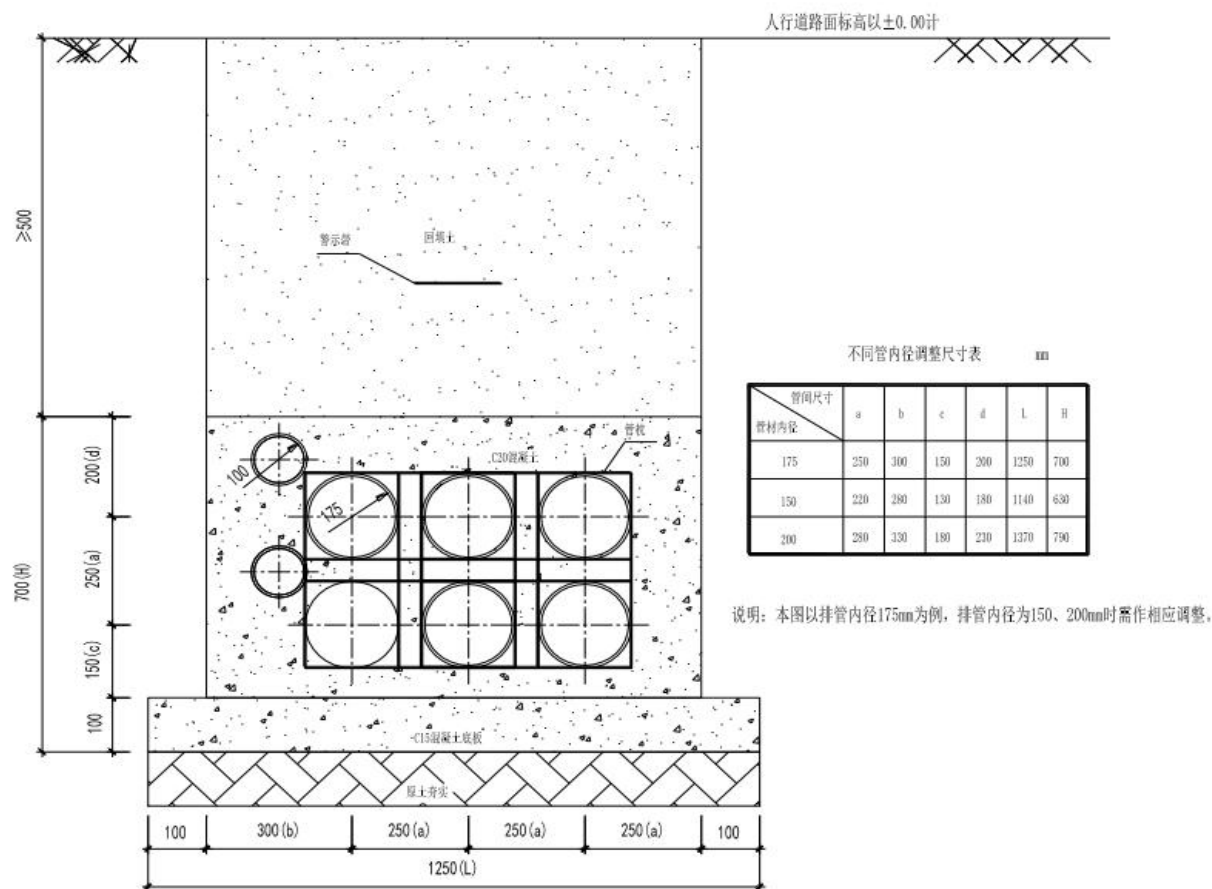 人行道路面标高以±0.00计
≥500
警示带
回填土
不同管内径调整尺寸表 mm
管间尺寸 a b c d L H
管材内径
175 250 300 150 200 1250 700
150 220 280 130 180 1140 630
200 280 330 180 230 1370 790
说明：本图以排管内径175mm为例，排管内径为150、200mm时需作相应调整。
200(d)
100
C20混凝土
管枕
175
700(H)
250(a)
150(c)
100
C15混凝土底板
原土夯实
100 300(b) 250(a) 250(a) 250(a) 100
1250(L)